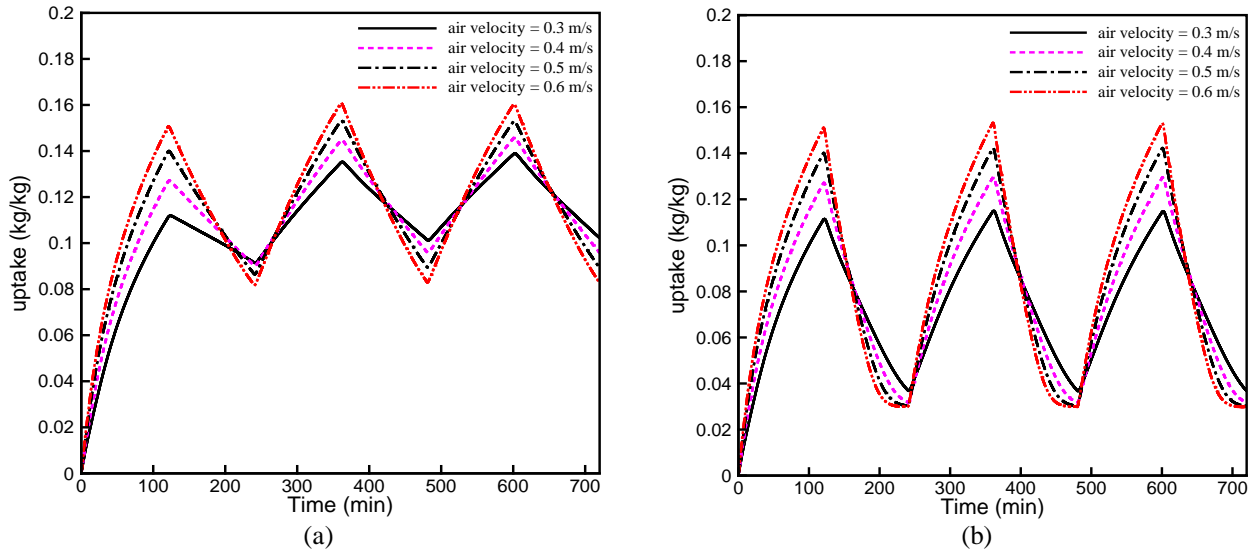 0.2
0.18
0.16
0.14
0.12
0.1
0.08
0.06
0.04
0.02
0
uptake (kg/kg)
air velocity = 0.3 m/s
air velocity = 0.4 m/s
air velocity = 0.5 m/s
air velocity = 0.6 m/s
0 100 200 300 400 500 600 700
Time (min)
(a)
0.2
0.18
0.16
0.14
0.12
0.1
0.08
0.06
0.04
0.02
0
uptake (kg/kg)
air velocity = 0.3 m/s
air velocity = 0.4 m/s
air velocity = 0.5 m/s
air velocity = 0.6 m/s
0 100 200 300 400 500 600 700
Time (min)
(b)